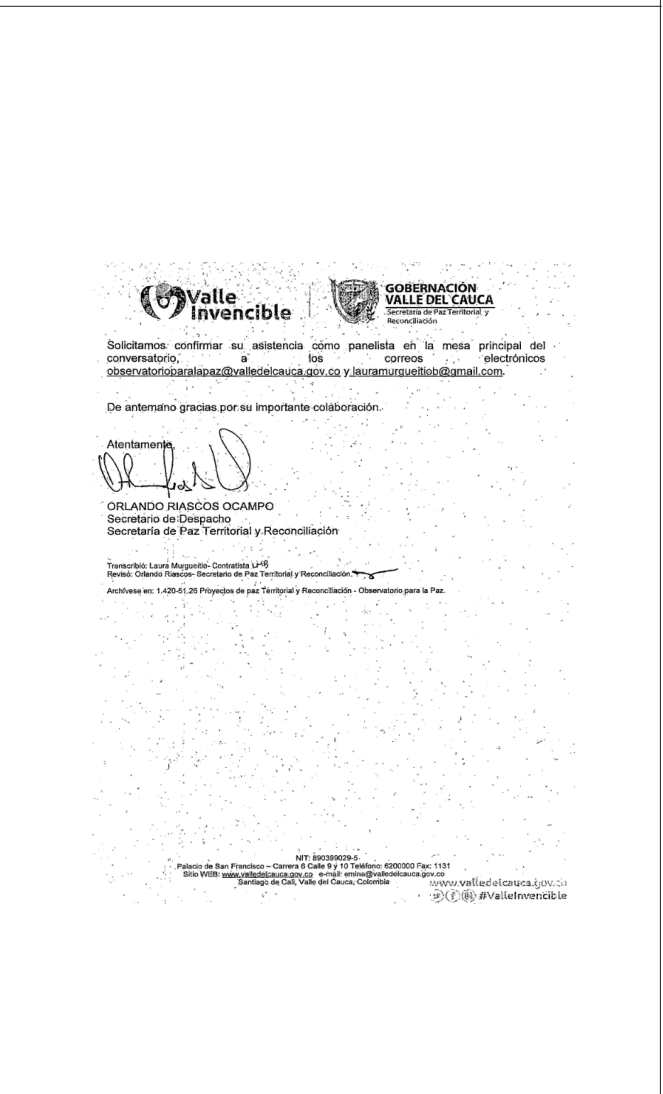 Valle
Invencible
GOBERNACIÓN
VALLE DEL CAUCA
Secretaría de Paz Territorial y
Reconciliación
Solicitamos confirmar su asistencia como panelista en la mesa principal del
conversatorio, a los correos electrónicos
observatorioparalapaz@valledelcauca.gov.co y lauramurgueitiob@gmail.com.
De antemano gracias por su importante colaboración.
Atentamente,
ORLANDO RIASCOS OCAMPO
Secretario de Despacho
Secretaría de Paz Territorial y Reconciliación
Transcribió: Laura Murgueitio- Contratista LMB
Revisó: Orlando Riascos- Secretario de Paz Territorial y Reconciliación.
Archívese en: 1.420-61.26 Proyectos de paz Territorial y Reconciliación - Observatorio para la Paz.
NIT: 890399029-5
Palacio de San Francisco – Carrera 6 Calle 9 y 10 Teléfono: 6200000 Fax: 1131
Sitio WEB: www.valledelcauca.gov.co e-mail: emina@valledelcauca.gov.co
Santiago de Cali, Valle del Cauca, Colombia
www.valledelcauca.gov.co
#ValleInvencible